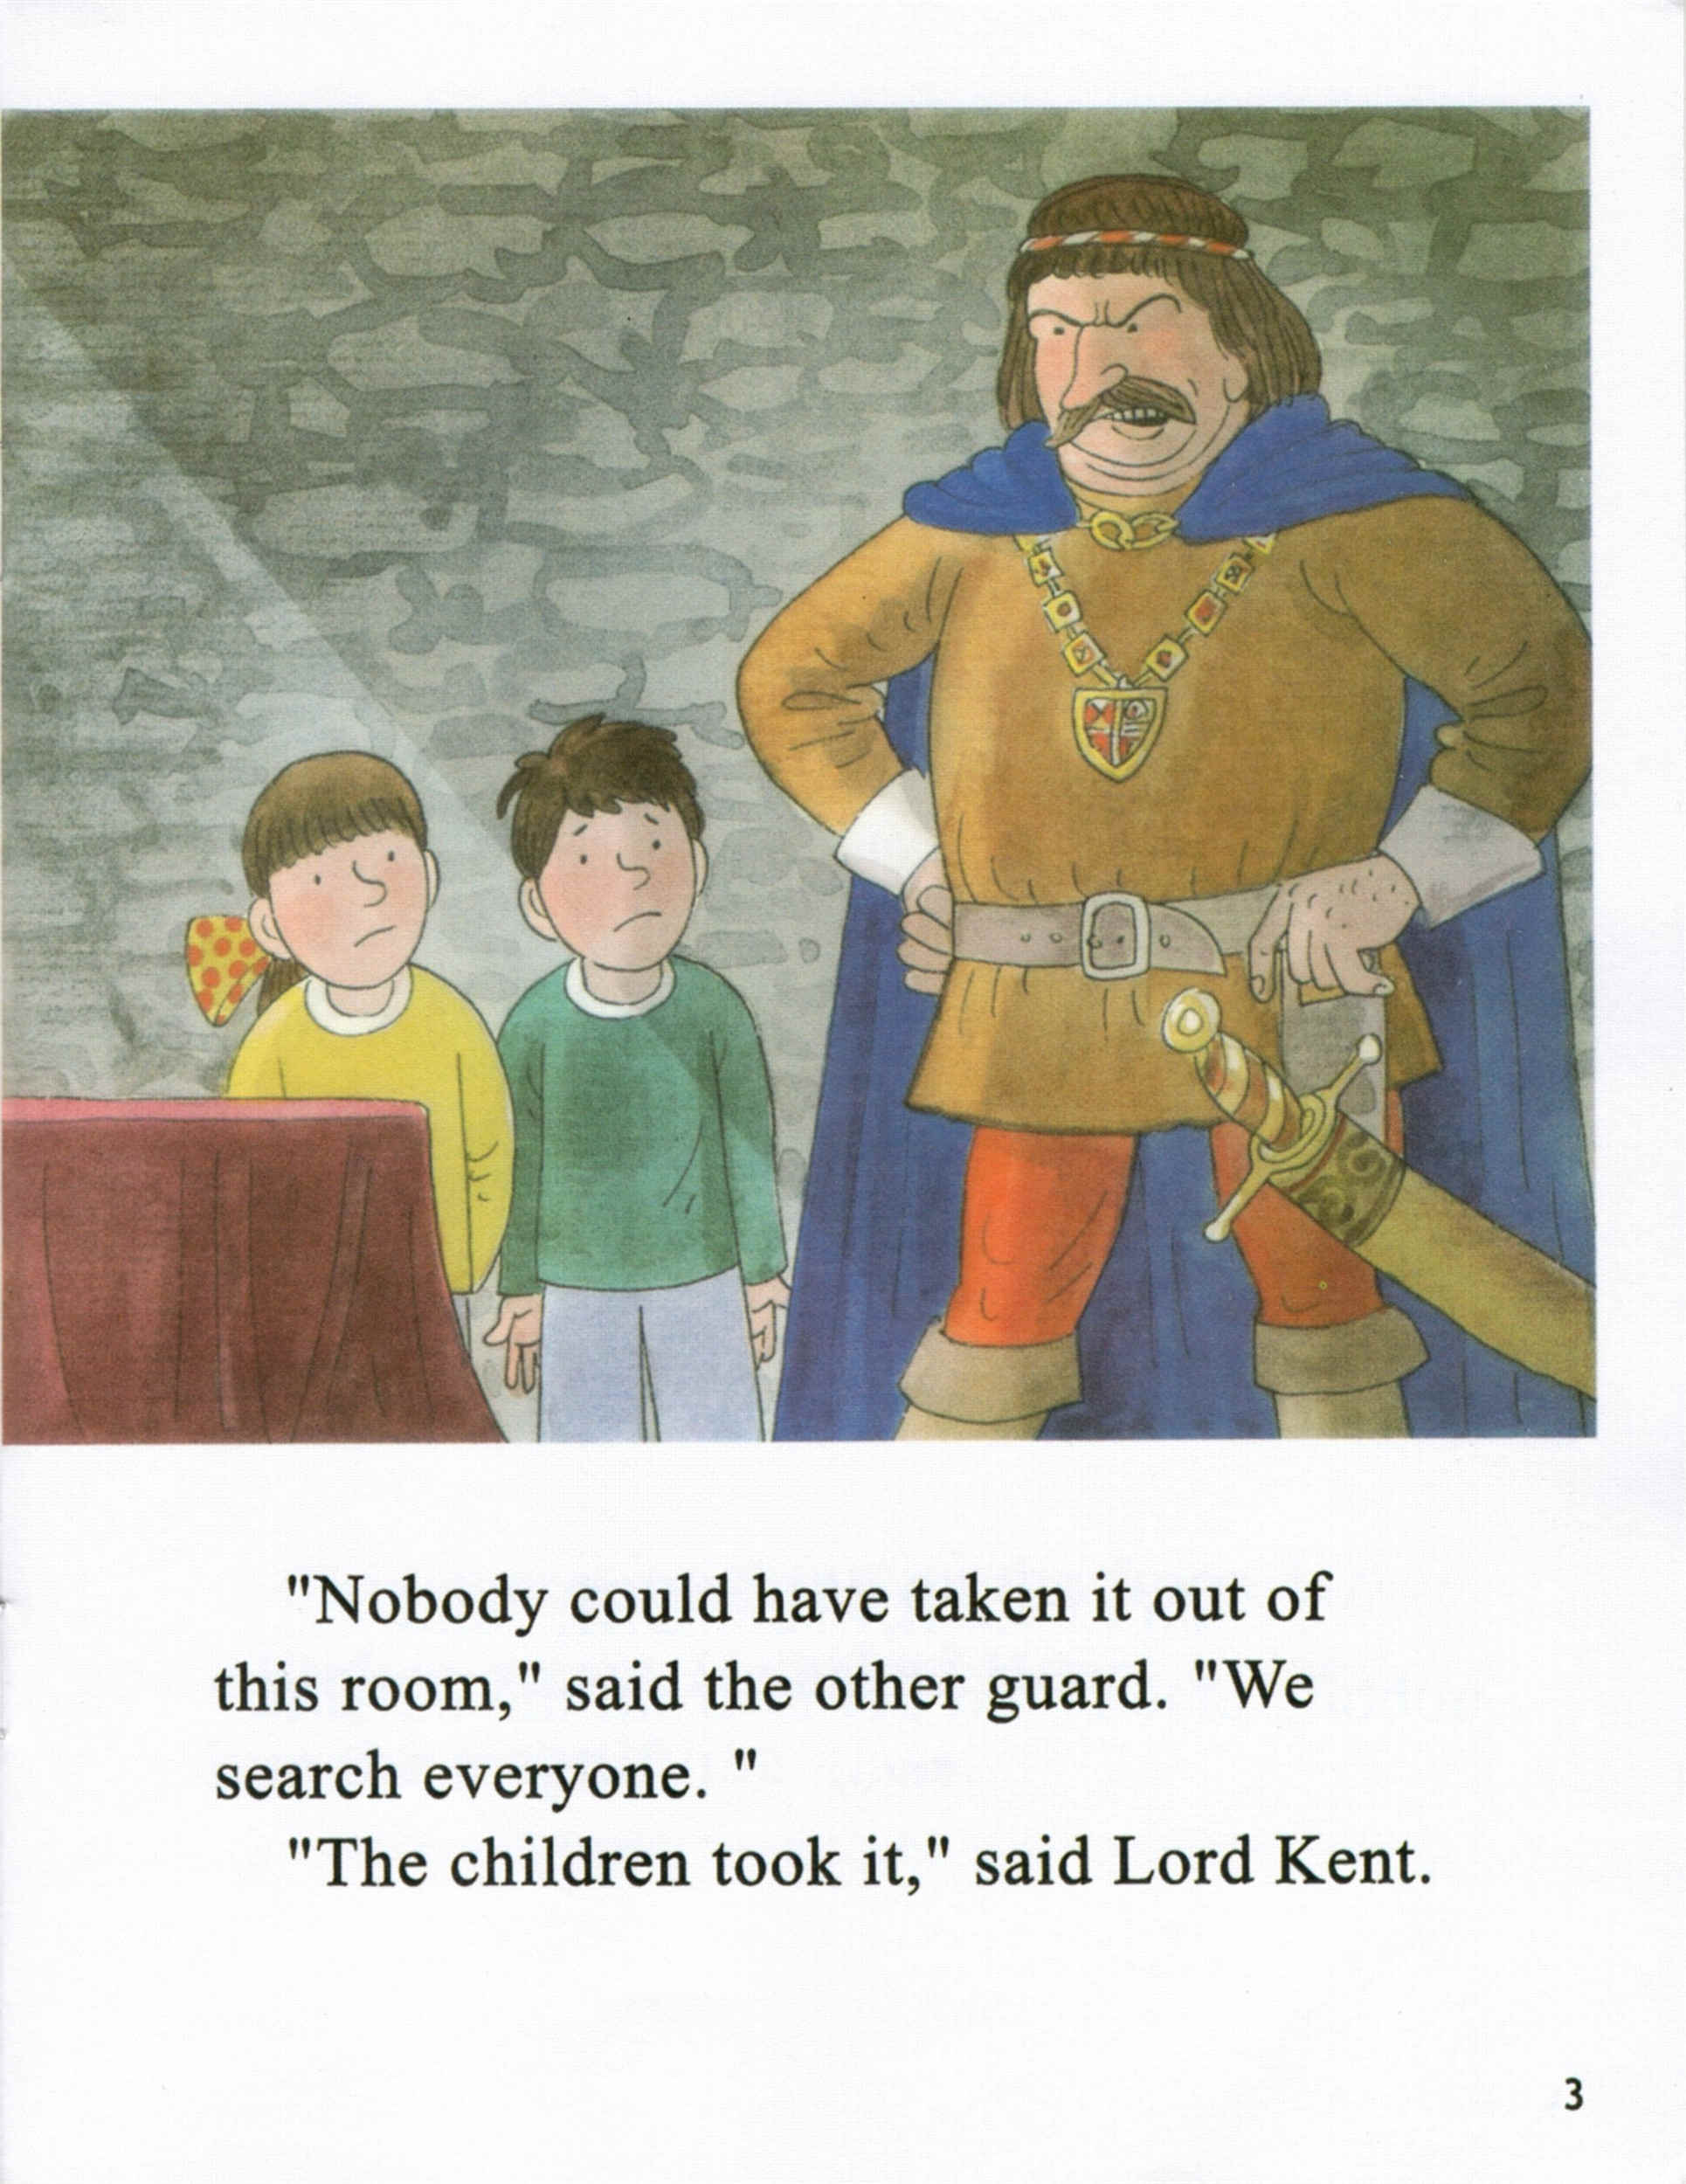 "Nobody could have taken it out of
this room," said the other guard. "We
search everyone. "
"The children took it," said Lord Kent.
3